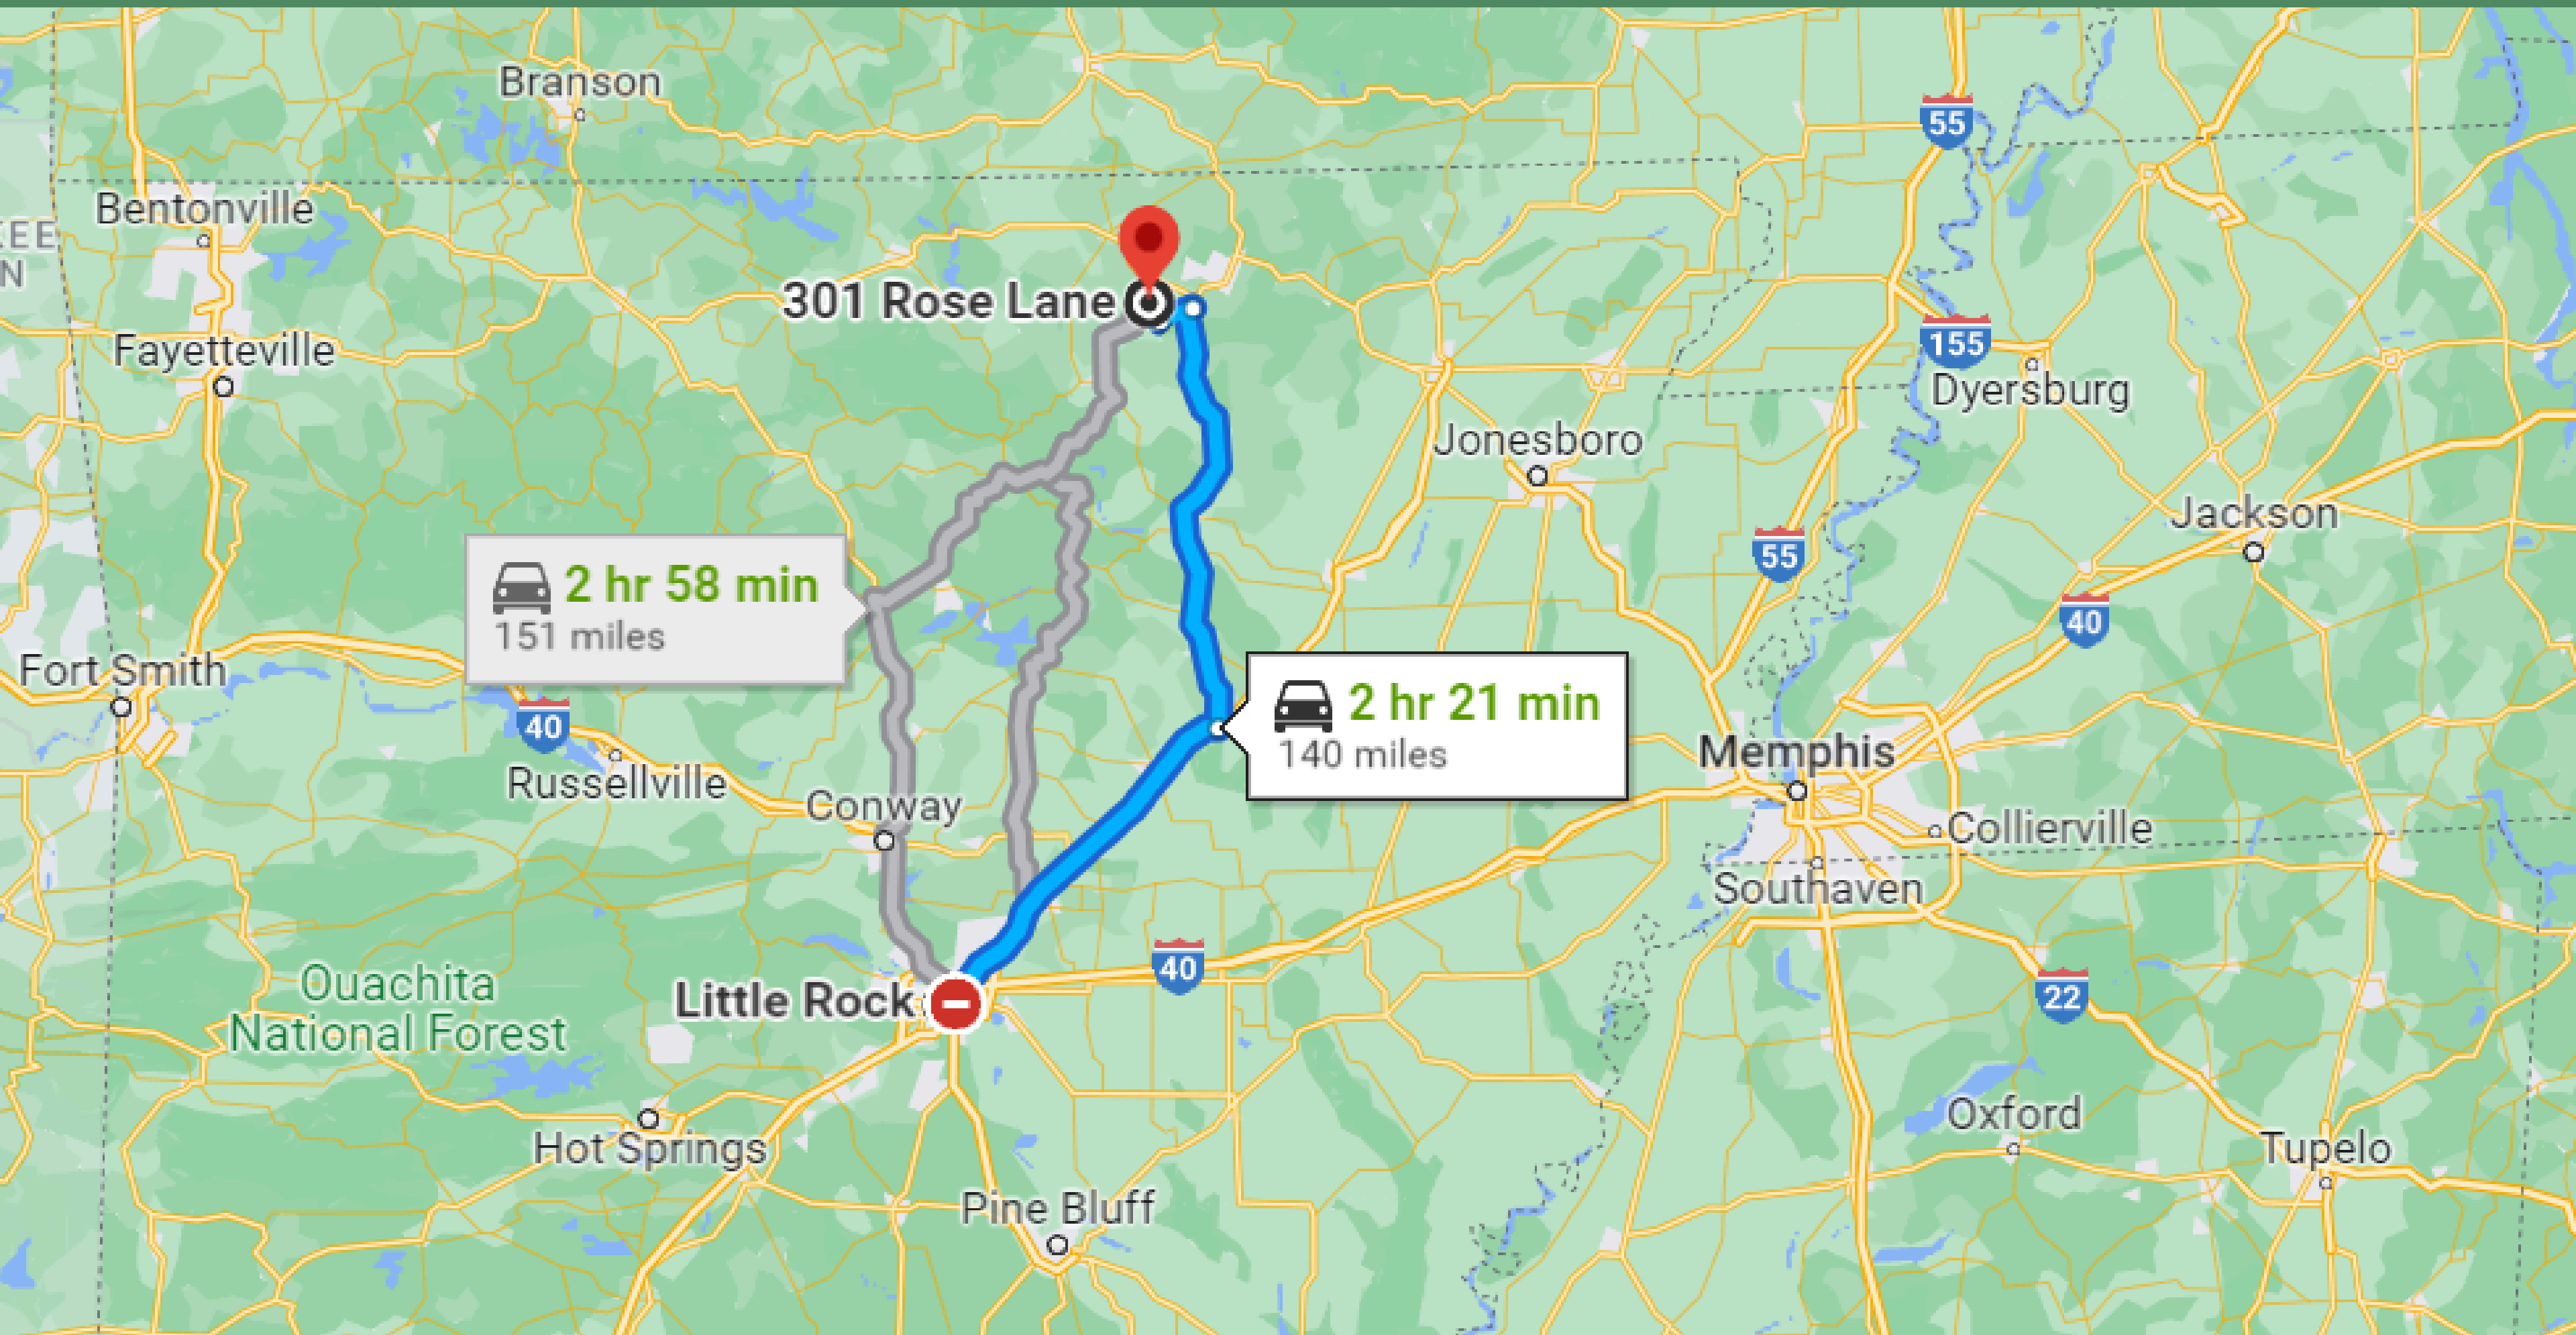 Branson
55
Bentonville
EE
N
301 Rose Lane
155
Fayetteville
Dyersburg
Jonesboro
Jackson
55
2 hr 58 min
151 miles
40
Fort Smith
2 hr 21 min
140 miles
40
Memphis
Russellville
Conway
Collierville
Southaven
40
Ouachita
National Forest
Little Rock
22
Oxford
Hot Springs
Tupelo
Pine Bluff